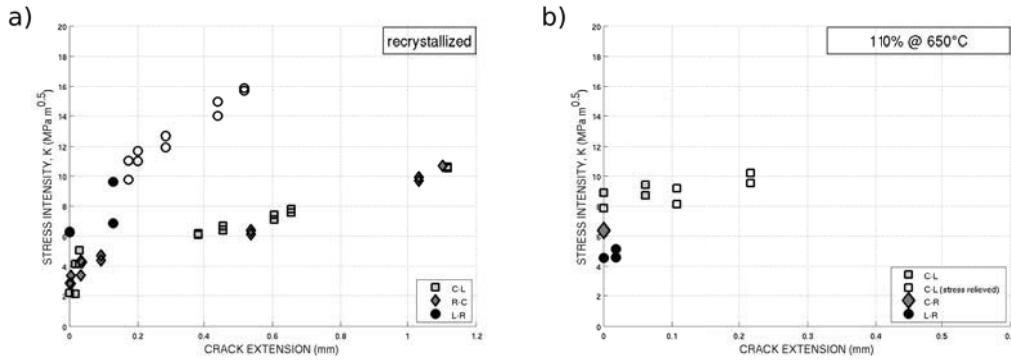 a)
recrystallized
STRESS INTENSITY, K (MPa m^0.5)
20
18
16
14
12
10
8
6
4
2
0
0
0.2
0.4
0.6
0.8
1
1.2
CRACK EXTENSION (mm)
C-L
R-C
L-R
b)
110% @ 650°C
STRESS INTENSITY, K (MPa m^0.5)
20
18
16
14
12
10
8
6
4
2
0
0
0.1
0.2
0.3
0.4
0.5
0.6
CRACK EXTENSION (mm)
C-L
C-L (stress relieved)
C-R
L-R